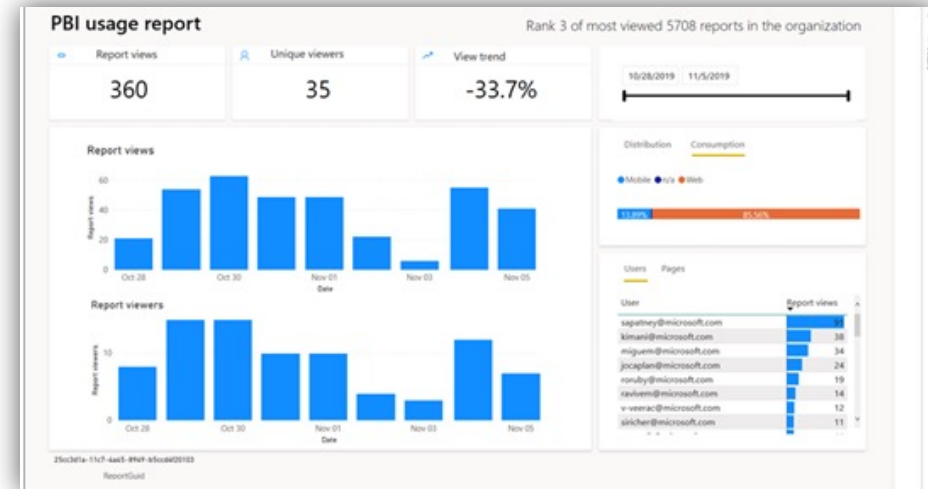 PBI usage report
Rank 3 of most viewed 5708 reports in the organization
Report views
360
Unique viewers
35
View trend
-33.7%
10/28/2019 11/5/2019
Report views
Report views
60
40
20
0
Oct 28 Oct 30 Nov 01 Nov 03 Nov 05
Date
Report viewers
Report viewers
10
0
Oct 28 Oct 30 Nov 01 Nov 03 Nov 05
Date
Distribution Consumption
Mobile n/a Web
13.89% 85.56%
Users Pages
User Report views
sapatney@microsoft.com 91
kimani@microsoft.com 38
miguem@microsoft.com 34
jocaplan@microsoft.com 24
roruby@microsoft.com 19
ravivem@microsoft.com 14
v-veerac@microsoft.com 12
siricher@microsoft.com 11
ReportGuid